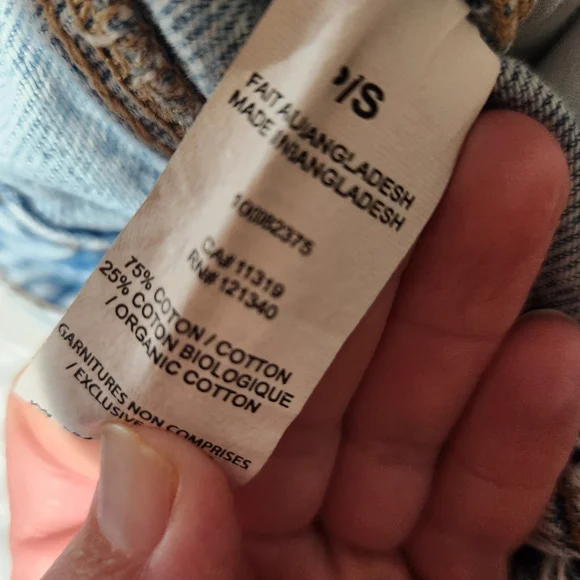 /S
FAIT AU BANGLADESH
MADE IN BANGLADESH
10082375
CA# 11319
RN# 121340
75% COTON / COTTON
25% COTON BIOLOGIQUE
/ ORGANIC COTTON
GARNITURES NON COMPRISES
/ EXCLUSIVE